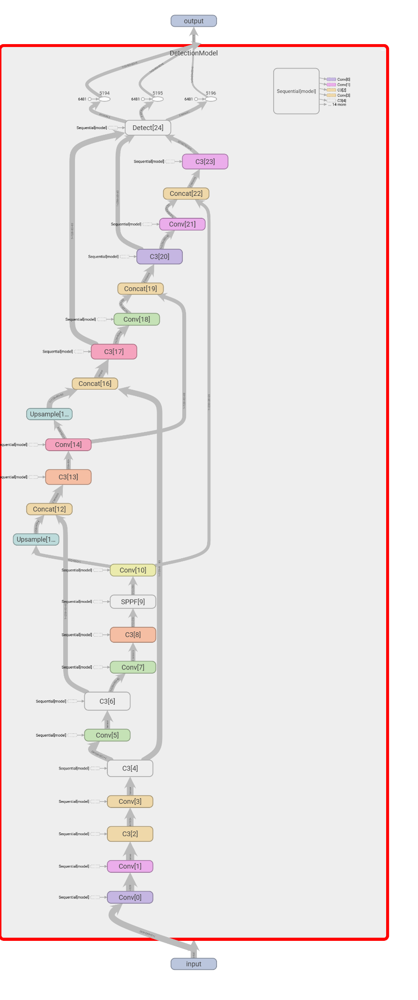 output
DetectionModel
5194
5195
5196
6481
6481
6481
Sequential[model]
Conv[0]
Conv[1]
C3[2]
Conv[3]
C3[4]
... 14 more
Sequential[model]
Detect[24]
Sequential[model]
C3[23]
Concat[22]
Sequential[model]
Conv[21]
Sequential[model]
C3[20]
Concat[19]
Sequential[model]
Conv[18]
Sequential[model]
C3[17]
Concat[16]
Upsample[1...
equential[model]
Conv[14]
equential[model]
C3[13]
Concat[12]
Upsample[1...
Sequential[model]
Conv[10]
Sequential[model]
SPPF[9]
Sequential[model]
C3[8]
Sequential[model]
Conv[7]
Sequential[model]
C3[6]
Sequential[model]
Conv[5]
Sequential[model]
C3[4]
Sequential[model]
Conv[3]
Sequential[model]
C3[2]
Sequential[model]
Conv[1]
Sequential[model]
Conv[0]
input